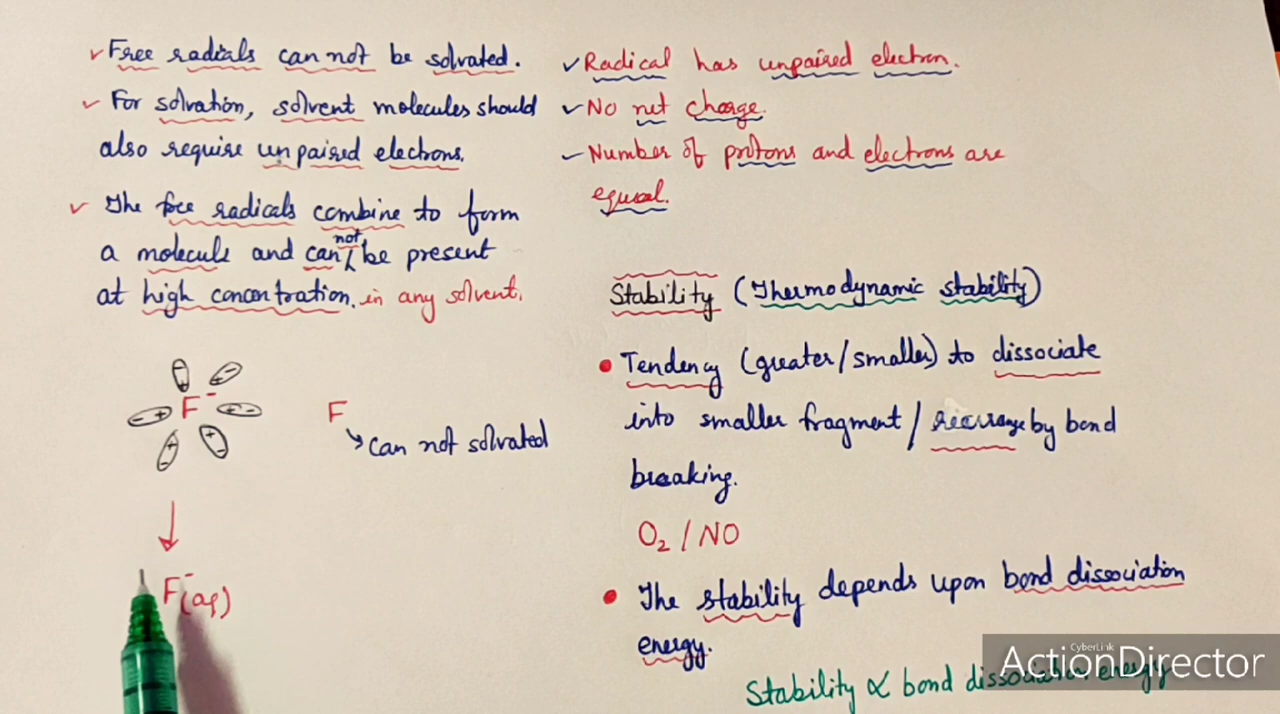 ✓ Free radials can not be solvated.
✓ For solvation, solvent molecules should
also require unpaired electrons.
✓ The free radicals combine to form
a molecule and can not be present
at high concentration. in any solvent.
F⁻
F
can not solvated
F⁻(aq)
✓ Radical has unpaired electron.
✓ No net charge.
✓ Number of protons and electrons are
equal.
Stability (Thermodynamic stability)
• Tendency (greater/smaller) to dissociate
into smaller fragment / rearrange by bond
breaking.
O₂ / NO
• The stability depends upon bond dissociation
energy.
Stability ∝ bond dissociation energy
CyberLink
ActionDirector